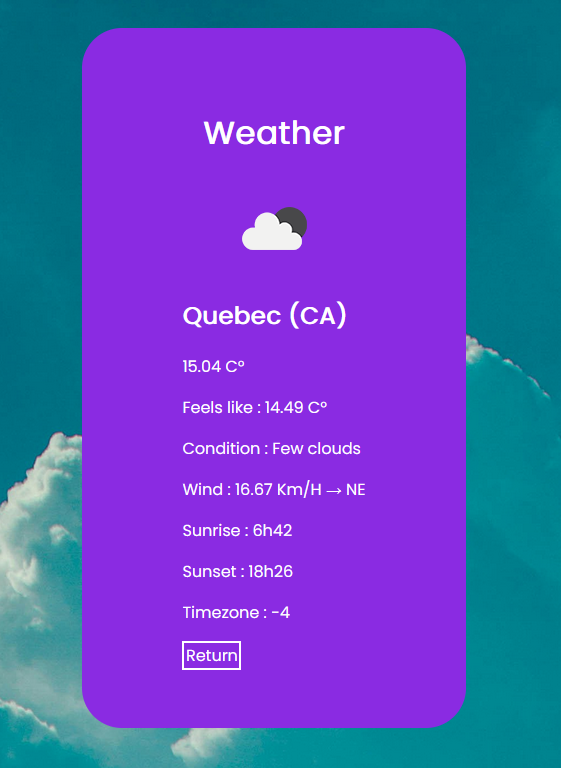 Weather
Quebec (CA)
15.04 C°
Feels like : 14.49 C°
Condition : Few clouds
Wind : 16.67 Km/H → NE
Sunrise : 6h42
Sunset : 18h26
Timezone : -4
Return